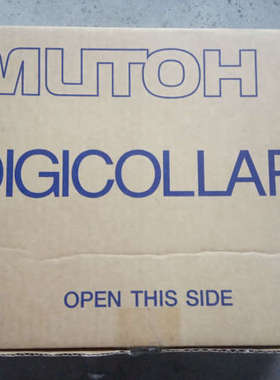 MUTOH
DIGICOLLAR
OPEN THIS SIDE